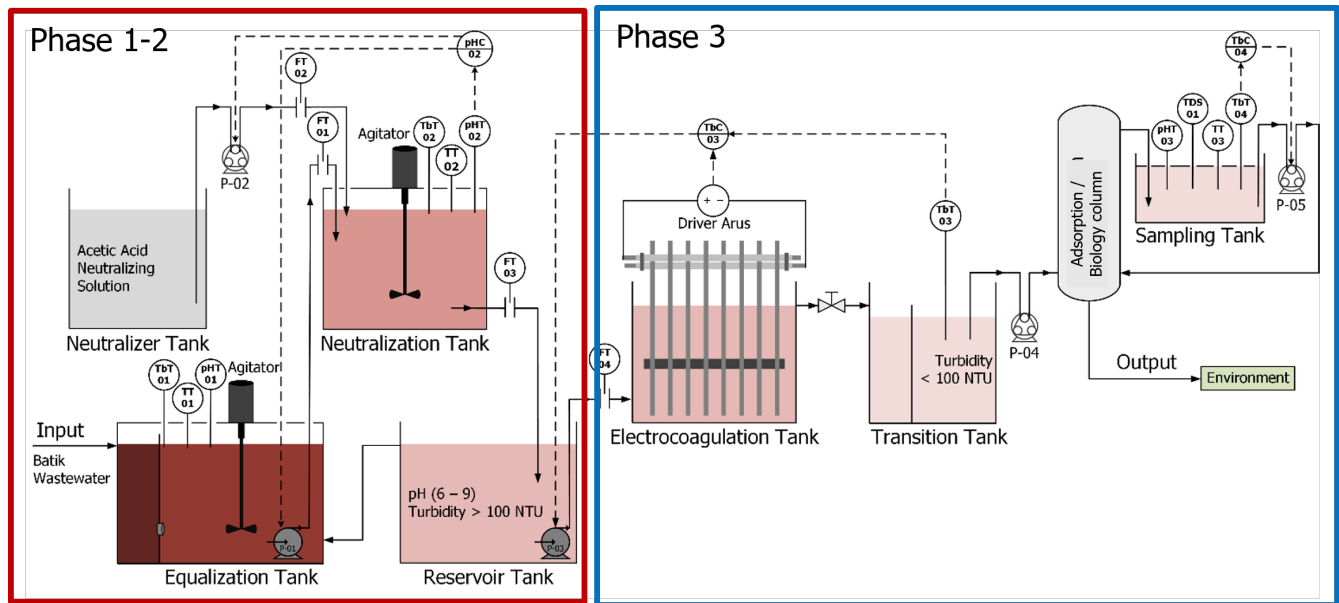 Phase 1-2
pHC
02
FT
02
FT
01
Agitator
TbT
02
TT
02
pHT
2
P-02
Acetic Acid
Neutralizing
Solution
Neutralizer Tank
Neutralization Tank
FT
03
TbT
01
TT
01
pHT
01
Agitator
Input
Batik
Wastewater
P-01
Equalization Tank
pH (6 – 9)
Turbidity > 100 NTU
P-03
Reservoir Tank
Phase 3
TbC
03
+ −
Driver Arus
FT
04
Electrocoagulation Tank
TbT
03
Turbidity
< 100 NTU
Transition Tank
P-04
Adsorption /
Biology column
TbC
04
pHT
03
TDS
01
TT
03
TbT
04
P-05
Sampling Tank
Output
Environment